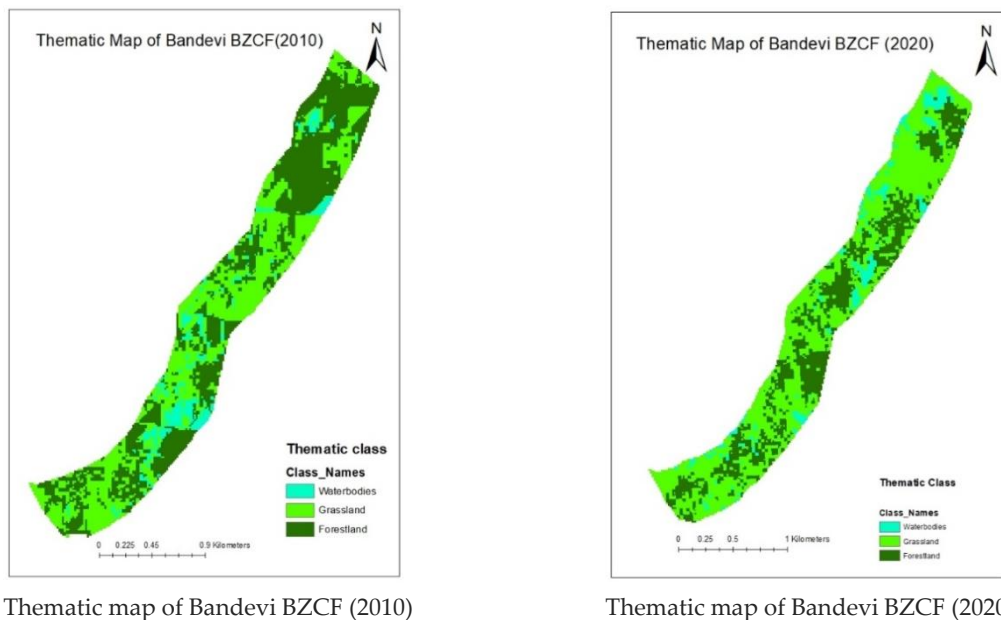 Thematic Map of Bandevi BZCF(2010)
N
Thematic class
Class_Names
Waterbodies
Grassland
Forestland
0 0.225 0.45 0.9 Kilometers
Thematic map of Bandevi BZCF (2010)
Thematic Map of Bandevi BZCF (2020)
N
Thematic Class
Class_Names
Waterbodies
Grassland
Forestland
0 0.25 0.5 1 Kilometers
Thematic map of Bandevi BZCF (2020